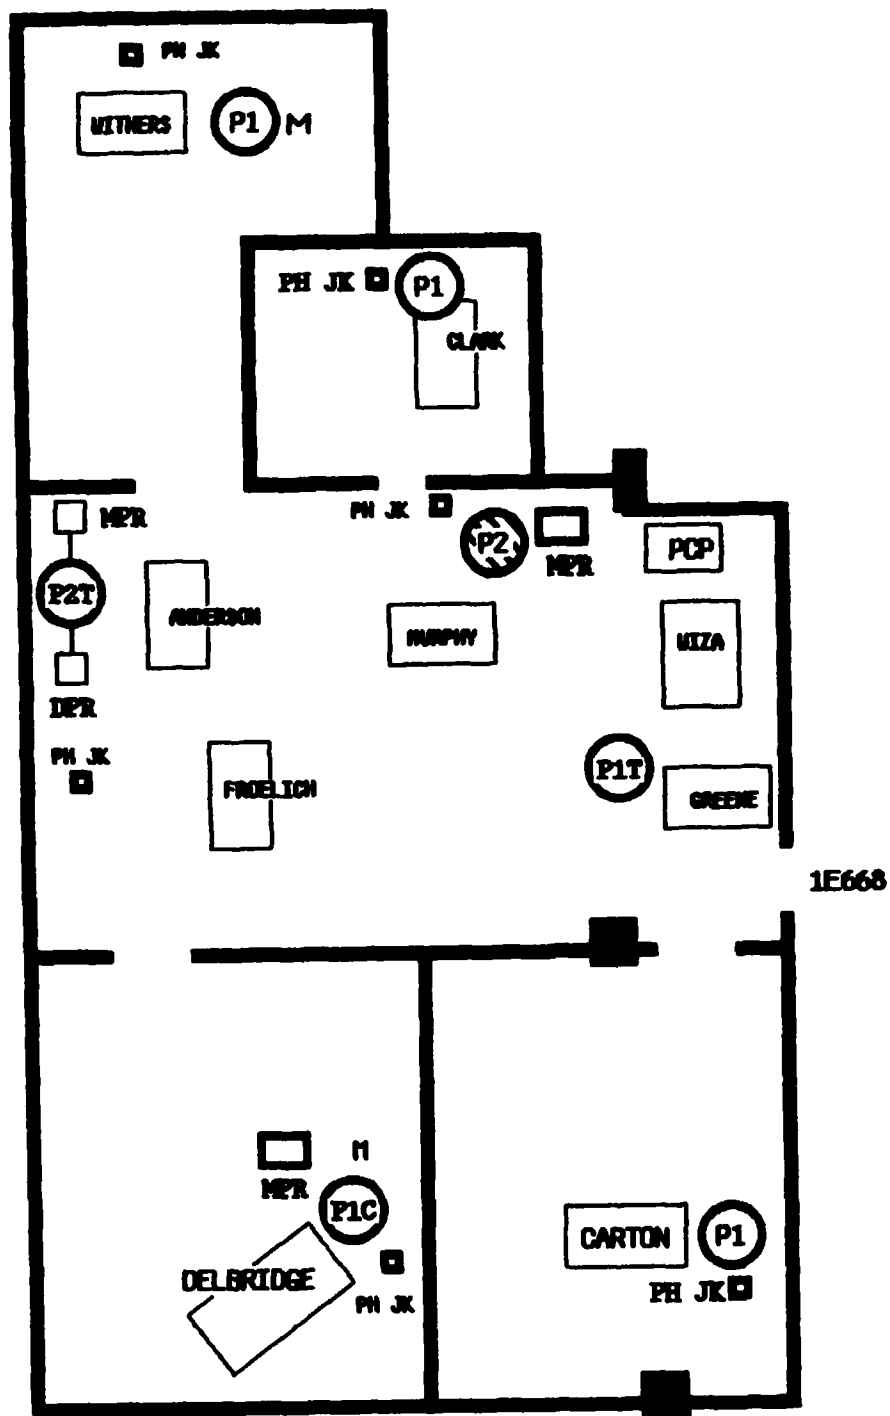 PH JK
WITHERS
P1 M
PH JK
P1
CLARK
PH JK
MPR
P2
MPR
PCP
P2T
ANDERSON
MURPHY
WIZA
DPR
PH JK
P1T
FROELICH
GREENE
1E668
M
MPR
P1C
CARTON
P1
DELBRIDGE
PH JK
PH JK